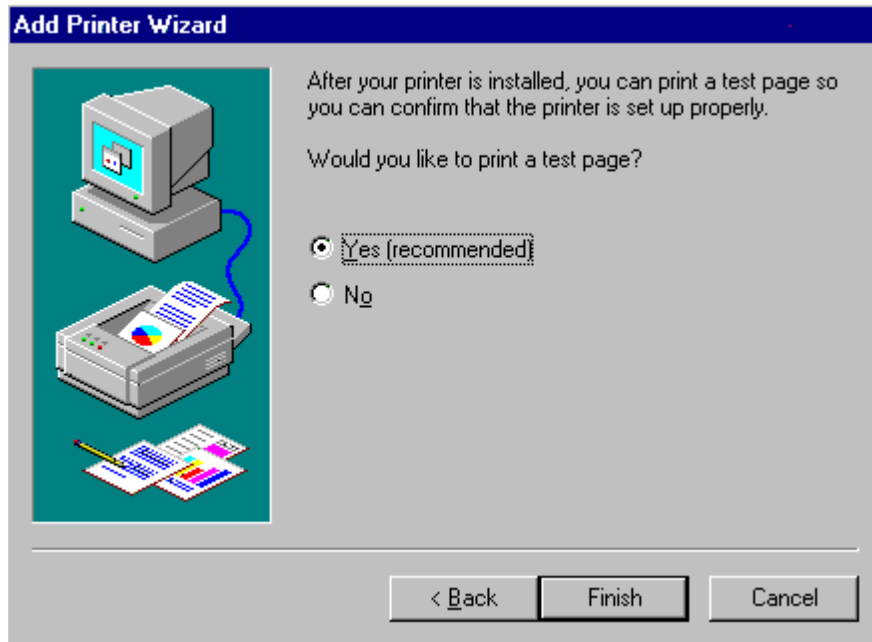 Add Printer Wizard
After your printer is installed, you can print a test page so
you can confirm that the printer is set up properly.
Would you like to print a test page?
Yes (recommended)
No
< Back
Finish
Cancel